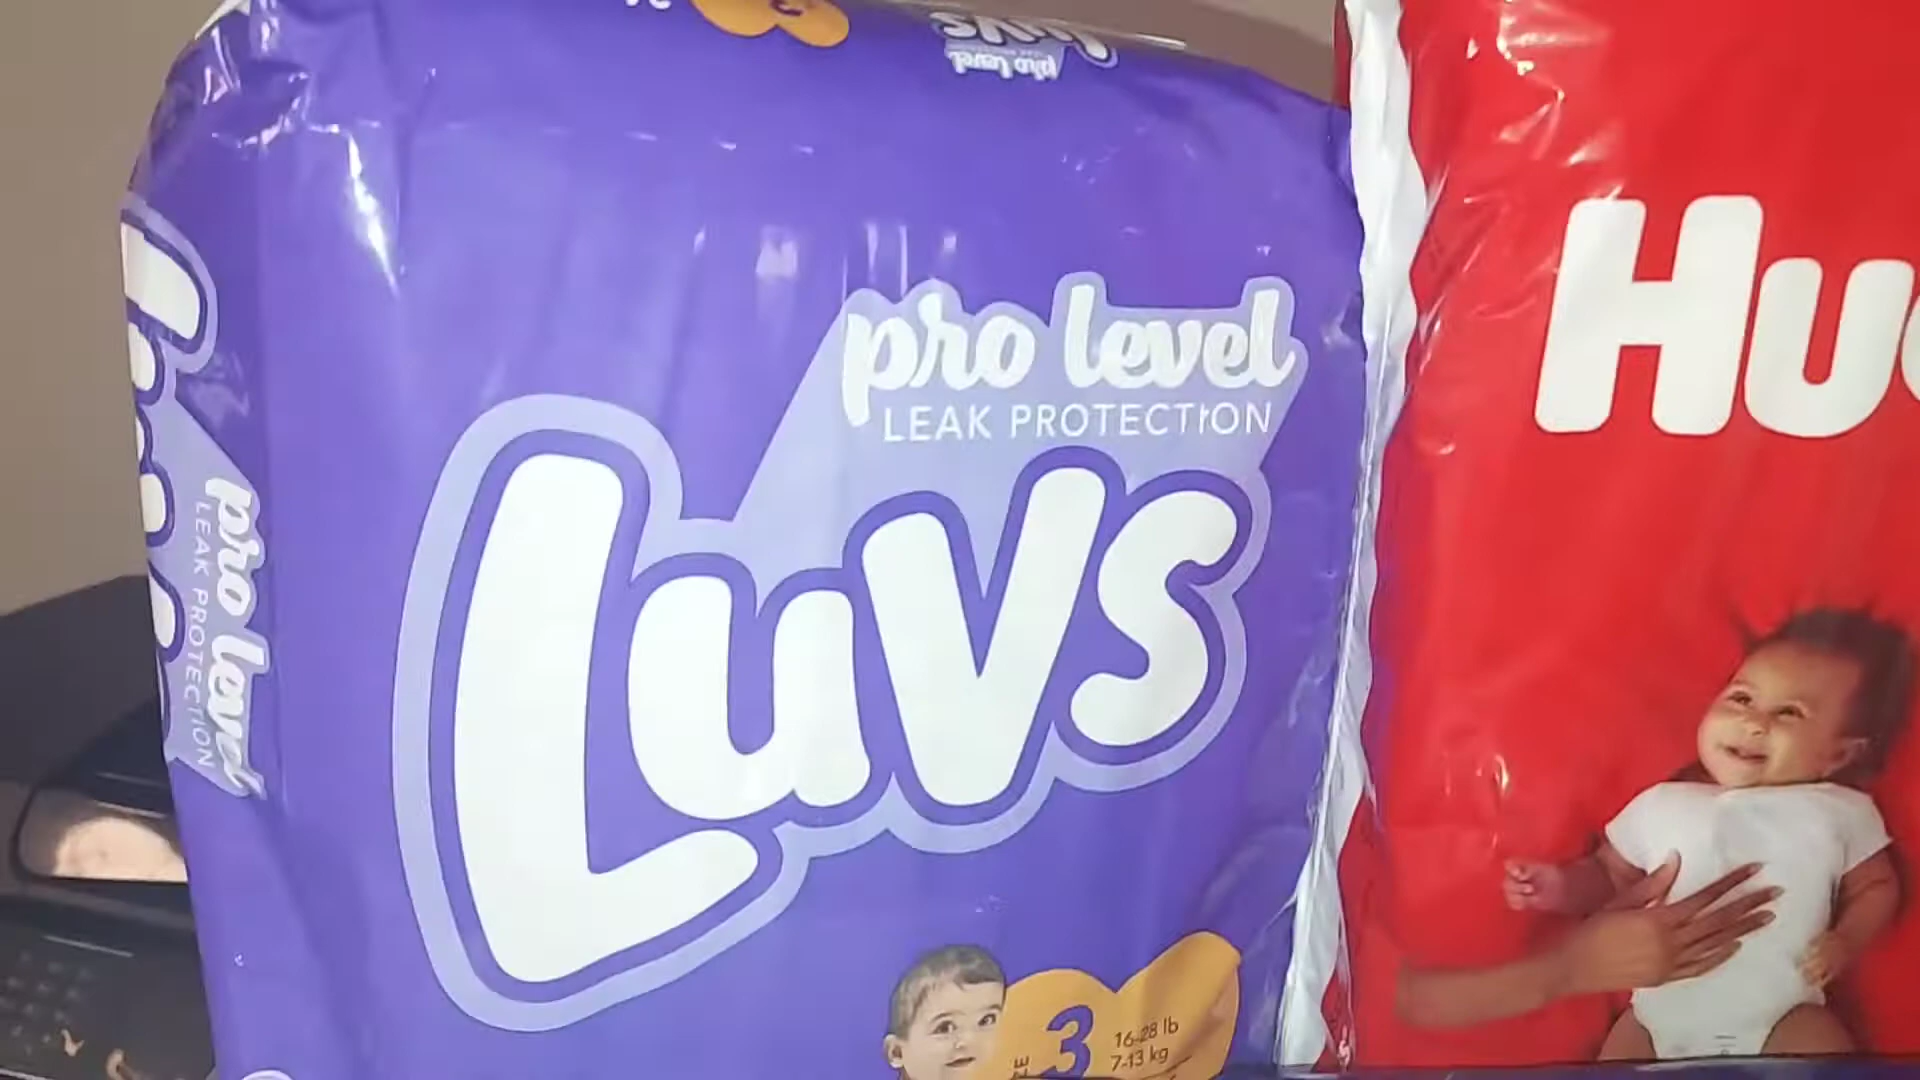 Luvs
pro level
pro level
LEAK PROTECTION
Luvs
pro level
LEAK PROTECTION
3
16-28 lb
7-13 kg
Hu